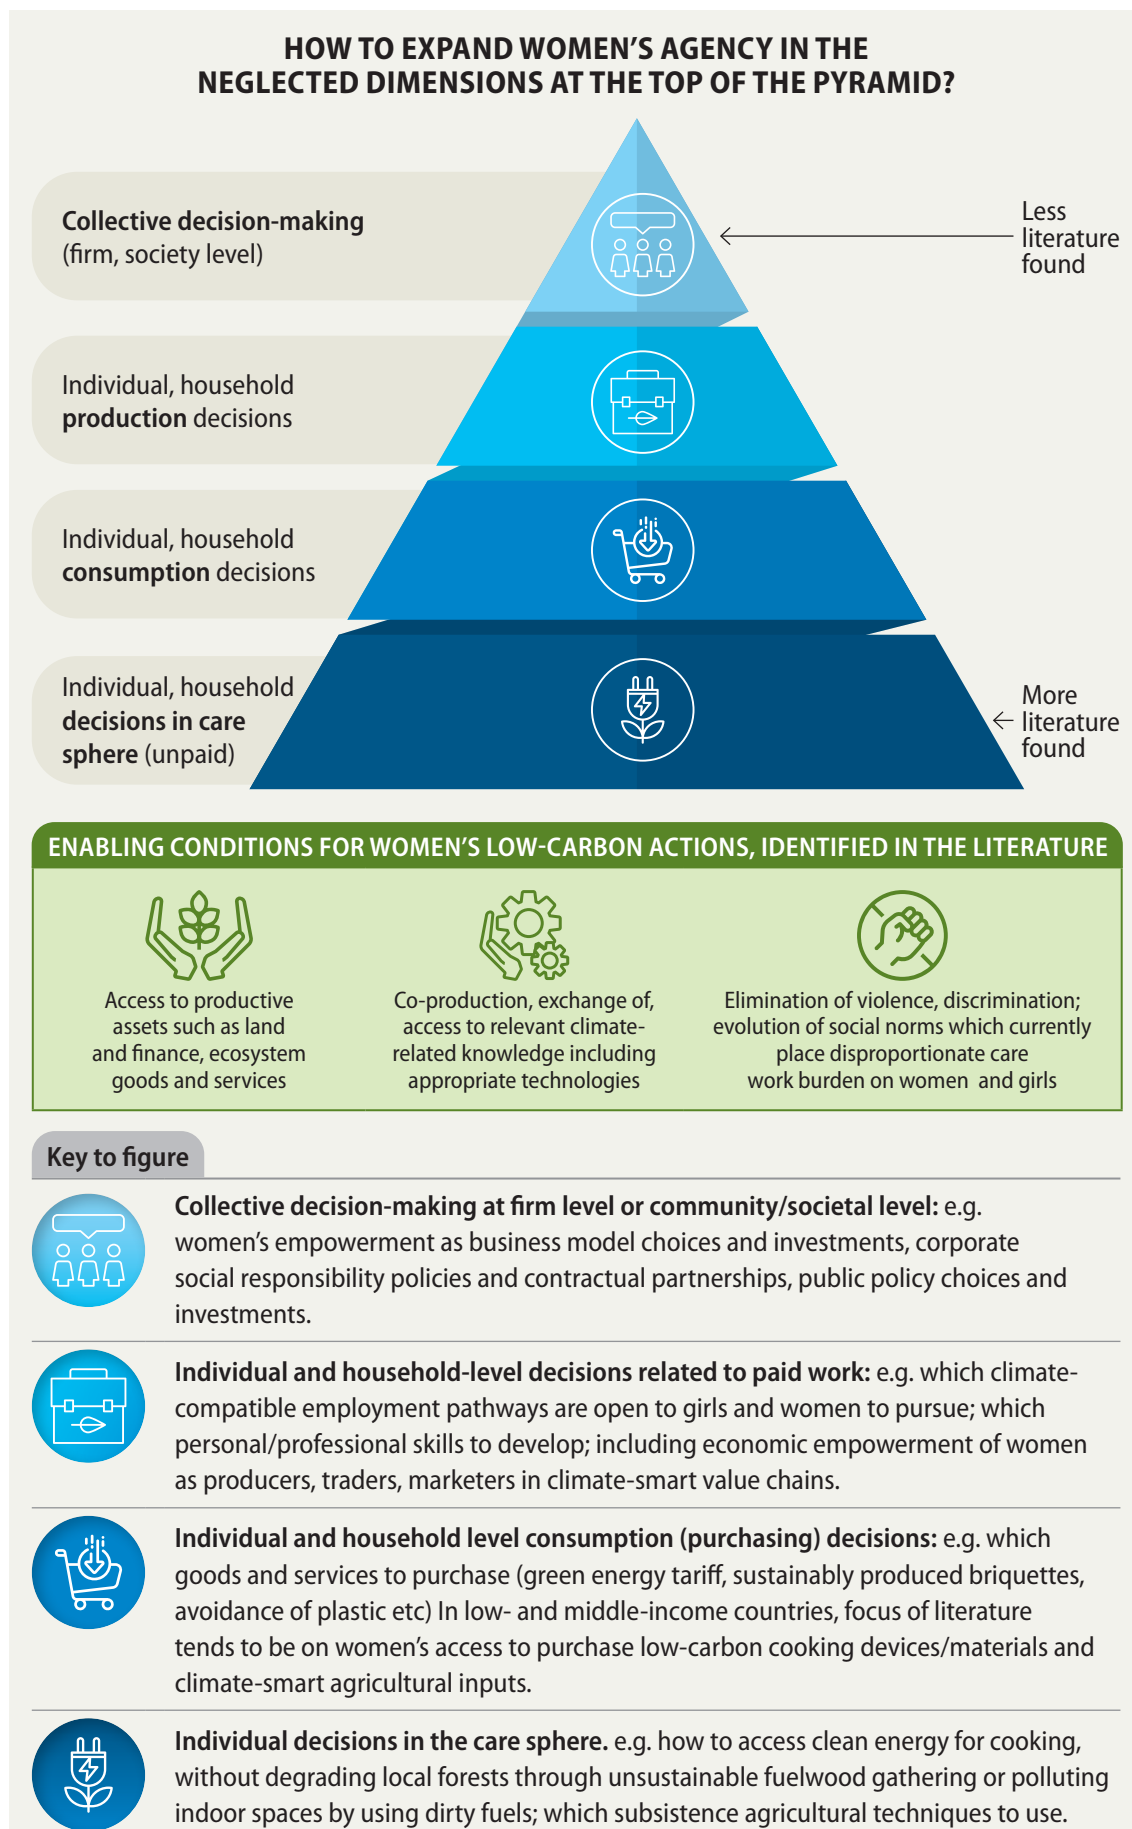 HOW TO EXPAND WOMEN’S AGENCY IN THE
NEGLECTED DIMENSIONS AT THE TOP OF THE PYRAMID?
Collective decision-making
(firm, society level)
Less
literature
found
Individual, household
production decisions
Individual, household
consumption decisions
Individual, household
decisions in care
sphere (unpaid)
More
literature
found
ENABLING CONDITIONS FOR WOMEN’S LOW-CARBON ACTIONS, IDENTIFIED IN THE LITERATURE
Access to productive
assets such as land
and finance, ecosystem
goods and services
Co-production, exchange of,
access to relevant climate-
related knowledge including
appropriate technologies
Elimination of violence, discrimination;
evolution of social norms which currently
place disproportionate care
work burden on women and girls
Key to figure
Collective decision-making at firm level or community/societal level: e.g.
women’s empowerment as business model choices and investments, corporate
social responsibility policies and contractual partnerships, public policy choices and
investments.
Individual and household-level decisions related to paid work: e.g. which climate-
compatible employment pathways are open to girls and women to pursue; which
personal/professional skills to develop; including economic empowerment of women
as producers, traders, marketers in climate-smart value chains.
Individual and household level consumption (purchasing) decisions: e.g. which
goods and services to purchase (green energy tariff, sustainably produced briquettes,
avoidance of plastic etc) In low- and middle-income countries, focus of literature
tends to be on women’s access to purchase low-carbon cooking devices/materials and
climate-smart agricultural inputs.
Individual decisions in the care sphere. e.g. how to access clean energy for cooking,
without degrading local forests through unsustainable fuelwood gathering or polluting
indoor spaces by using dirty fuels; which subsistence agricultural techniques to use.